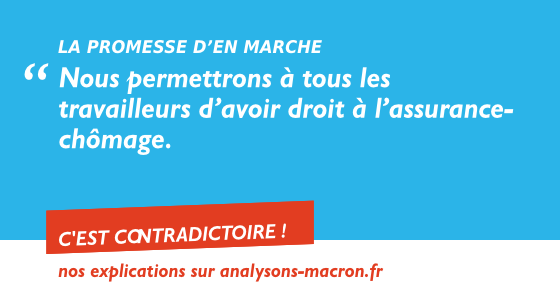 LA PROMESSE D’EN MARCHE
“ Nous permettrons à tous les
travailleurs d’avoir droit à l’assurance-
chômage.
C'EST CONTRADICTOIRE !
nos explications sur analysons-macron.fr